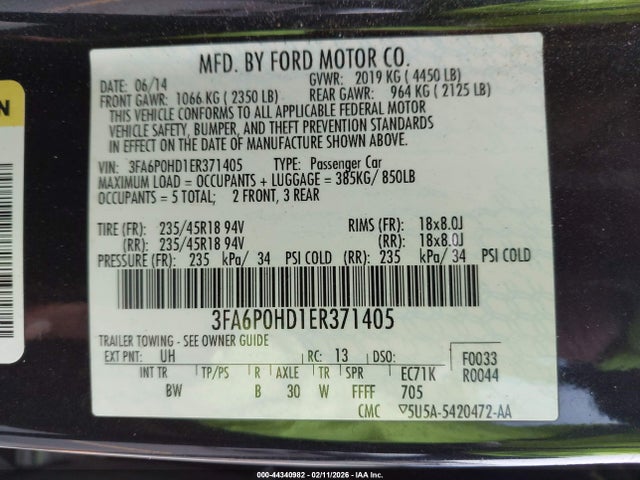 MFD. BY FORD MOTOR CO.
DATE: 06/14 GVWR: 2019 KG (4450 LB)
FRONT GAWR: 1066 KG (2350 LB) REAR GAWR: 964 KG (2125 LB)
THIS VEHICLE CONFORMS TO ALL APPLICABLE FEDERAL MOTOR
VEHICLE SAFETY, BUMPER, AND THEFT PREVENTION STANDARDS
IN EFFECT ON THE DATE OF MANUFACTURE SHOWN ABOVE.
VIN: 3FA6P0HD1ER371405 TYPE: Passenger Car
MAXIMUM LOAD = OCCUPANTS + LUGGAGE = 385KG/ 850LB
OCCUPANTS = 5 TOTAL; 2 FRONT, 3 REAR
TIRE (FR): 235/45R18 94V RIMS (FR): 18x8.0J
(RR): 235/45R18 94V (RR): 18x8.0J
PRESSURE (FR): 235 kPa/ 34 PSI COLD (RR): 235 kPa/ 34 PSI COLD
3FA6P0HD1ER371405
TRAILER TOWING - SEE OWNER GUIDE
EXT PNT: UH RC: 13 DSO: F0033
INT TR TP/PS R AXLE TR SPR EC71K R0044
BW B 30 W FFFF 705
CMC ▽5U5A-5420472-AA
N
000-44340982 - 02/11/2026 - IAA Inc.